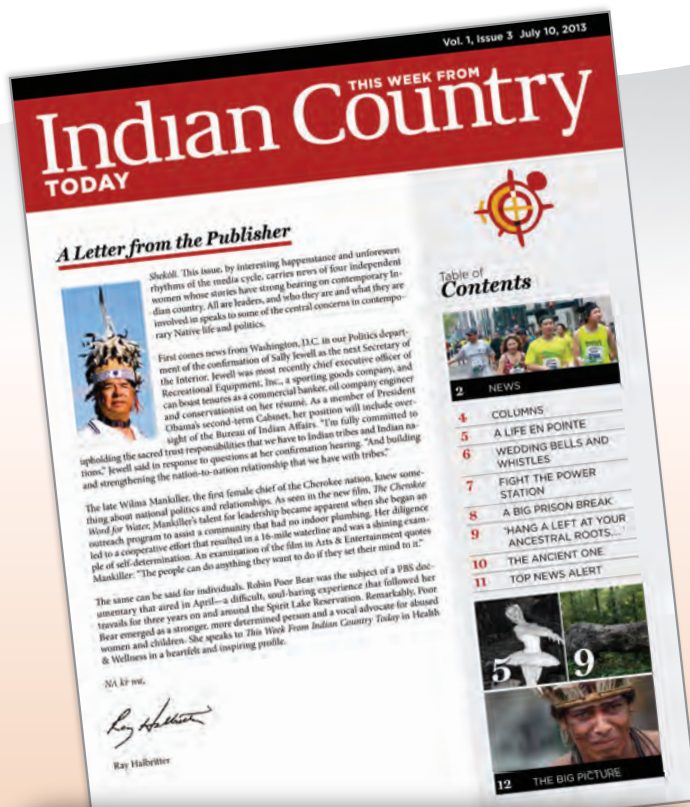 Vol. 1, Issue 3 July 10, 2013
THIS WEEK FROM
Indian Country
TODAY
A Letter from the Publisher
Shekóli. This issue, by interesting happenstance and unforeseen
rhythms of the media cycle, carries news of four independent
women whose stories have strong bearing on contemporary In-
dian country. All are leaders, and who they are and what they are
involved in speaks to some of the central concerns in contempo-
rary Native life and politics.
First comes news from Washington, D.C. in our Politics depart-
ment of the confirmation of Sally Jewell as the next Secretary of
the Interior. Jewell was most recently chief executive officer of
Recreational Equipment, Inc., a sporting goods company, and
can boast tenures as a commercial banker, oil company engineer
and conservationist on her résumé. As a member of President
Obama's second-term Cabinet, her position will include over-
sight of the Bureau of Indian Affairs. "I'm fully committed to
upholding the sacred trust responsibilities that we have to Indian tribes and Indian na-
tions," Jewell said in response to questions at her confirmation hearing. "And building
and strengthening the nation-to-nation relationship that we have with tribes."
The late Wilma Mankiller, the first female chief of the Cherokee nation, knew some-
thing about national politics and relationships. As seen in the new film, The Cherokee
Word for Water, Mankiller's talent for leadership became apparent when she began an
outreach program to assist a community that had no indoor plumbing. Her diligence
led to a cooperative effort that resulted in a 16-mile waterline and was a shining exam-
ple of self-determination. An examination of the film in Arts & Entertainment quotes
Mankiller: "The people can do anything they want to do if they set their mind to it."
The same can be said for individuals. Robin Poor Bear was the subject of a PBS doc-
umentary that aired in April—a difficult, soul-baring experience that followed her
travails for three years on and around the Spirit Lake Reservation. Remarkably, Poor
Bear emerged as a stronger, more determined person and a vocal advocate for abused
women and children. She speaks to This Week From Indian Country Today in Health
& Wellness in a heartfelt and inspiring profile.
NΛ ki' wa,
Ray Halbritter
Ray Halbritter
Table of
Contents
2 NEWS
4 COLUMNS
5 A LIFE EN POINTE
6 WEDDING BELLS AND
WHISTLES
7 FIGHT THE POWER
STATION
8 A BIG PRISON BREAK
9 'HANG A LEFT AT YOUR
ANCESTRAL ROOTS...'
10 THE ANCIENT ONE
11 TOP NEWS ALERT
5
9
12 THE BIG PICTURE